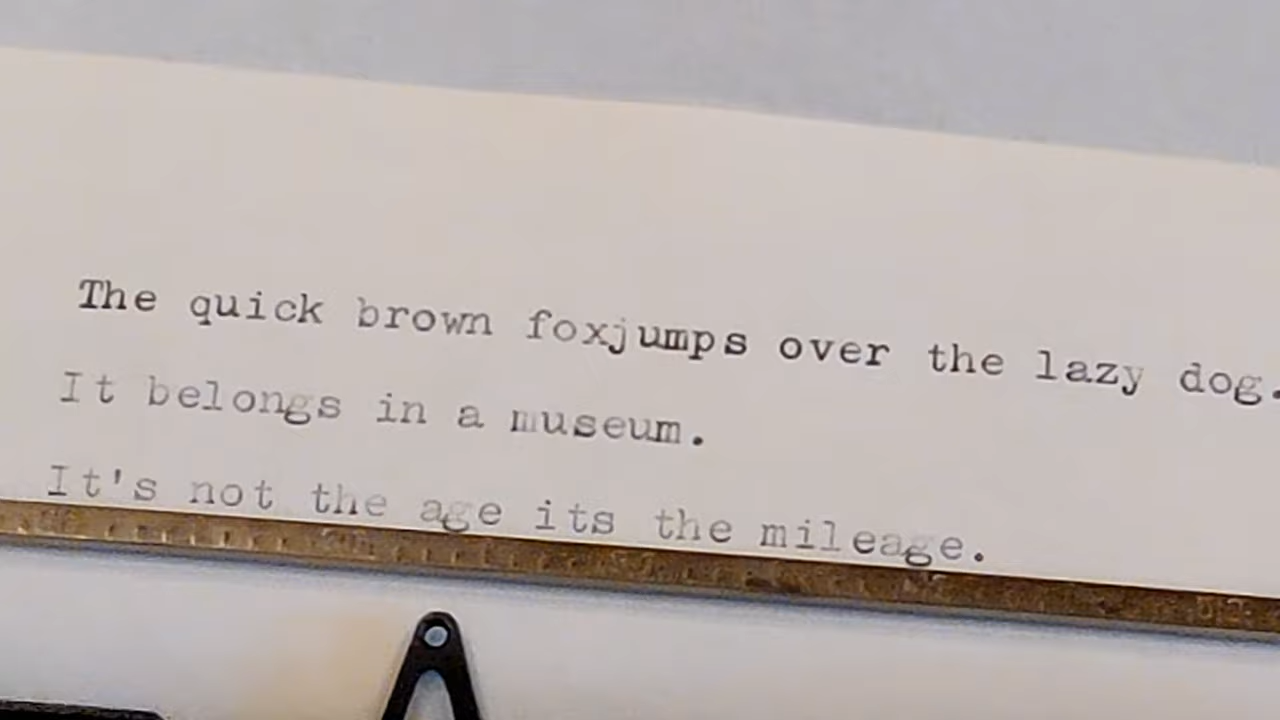 The quick brown foxjumps over the lazy dog.
It belongs in a museum.
It's not the age its the mileage.